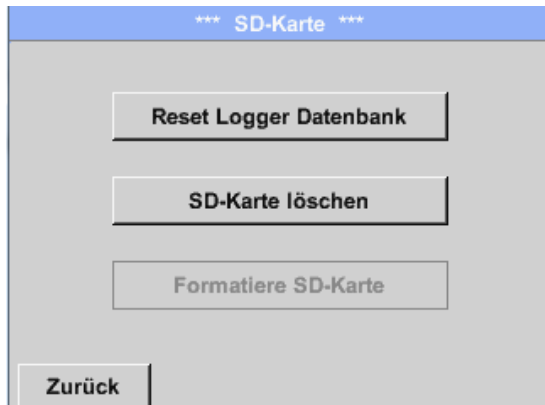 *** SD-Karte ***
Reset Logger Datenbank
SD-Karte löschen
Formatiere SD-Karte
Zurück